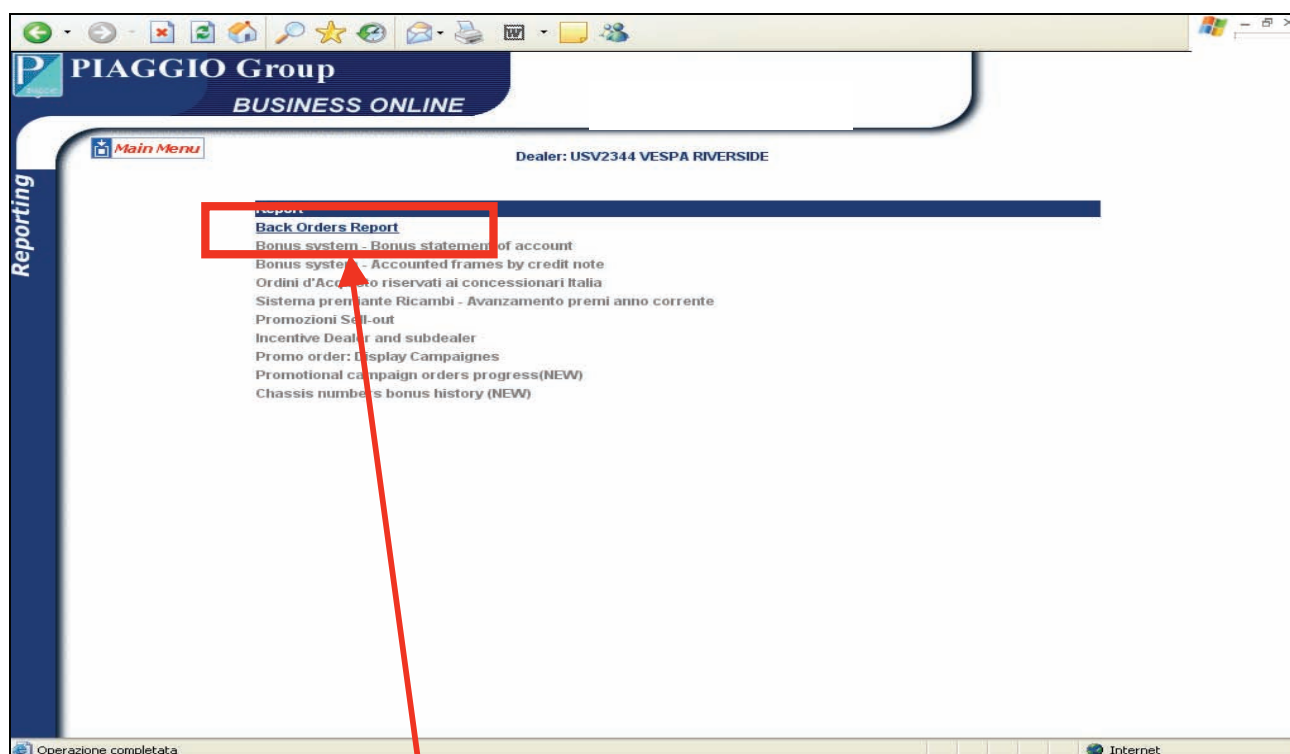 PIAGGIO Group
BUSINESS ONLINE
Main Menu
Dealer: USV2344 VESPA RIVERSIDE
Reporting
Report
Back Orders Report
Bonus system - Bonus statement of account
Bonus system - Accounted frames by credit note
Ordini d'Acquisto riservati ai concessionari Italia
Sistema premiante Ricambi - Avanzamento premi anno corrente
Promozioni Sell-out
Incentive Dealer and subdealer
Promo order: Display Campaignes
Promotional campaign orders progress(NEW)
Chassis numbers bonus history (NEW)
Operazione completata
Internet